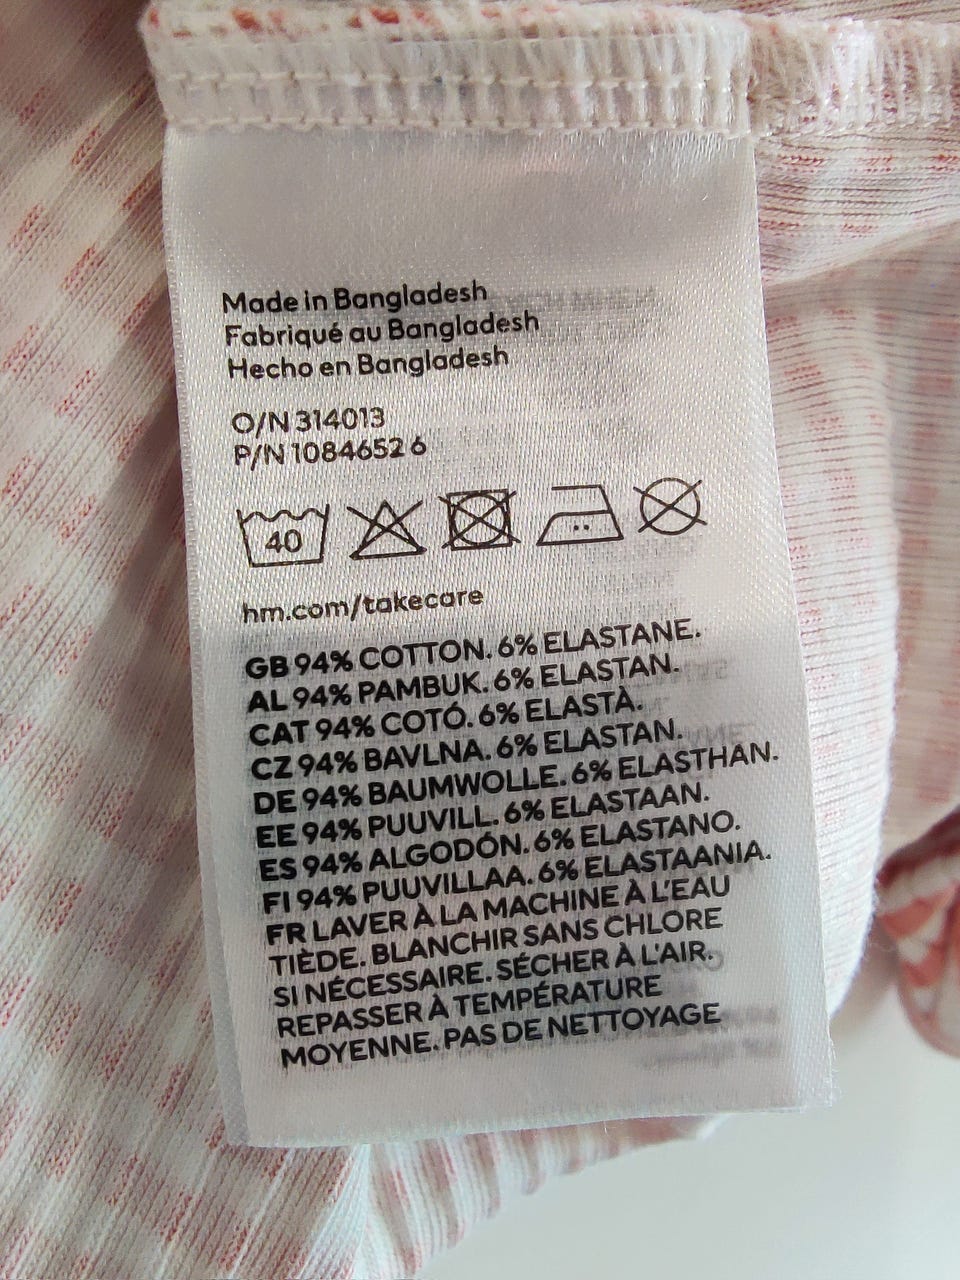 Made in Bangladesh
Fabriqué au Bangladesh
Hecho en Bangladesh
O/N 314013
P/N 10846526
40
hm.com/takecare
GB 94% COTTON. 6% ELASTANE.
AL 94% PAMBUK. 6% ELASTAN.
CAT 94% COTÓ. 6% ELASTÀ.
CZ 94% BAVLNA. 6% ELASTAN.
DE 94% BAUMWOLLE. 6% ELASTHAN.
EE 94% PUUVILL. 6% ELASTAAN.
ES 94% ALGODÓN. 6% ELASTANO.
FI 94% PUUVILLAA. 6% ELASTAANIA.
FR LAVER À LA MACHINE À L'EAU
TIÈDE. BLANCHIR SANS CHLORE
SI NÉCESSAIRE. SÉCHER À L'AIR.
REPASSER À TEMPÉRATURE
MOYENNE. PAS DE NETTOYAGE